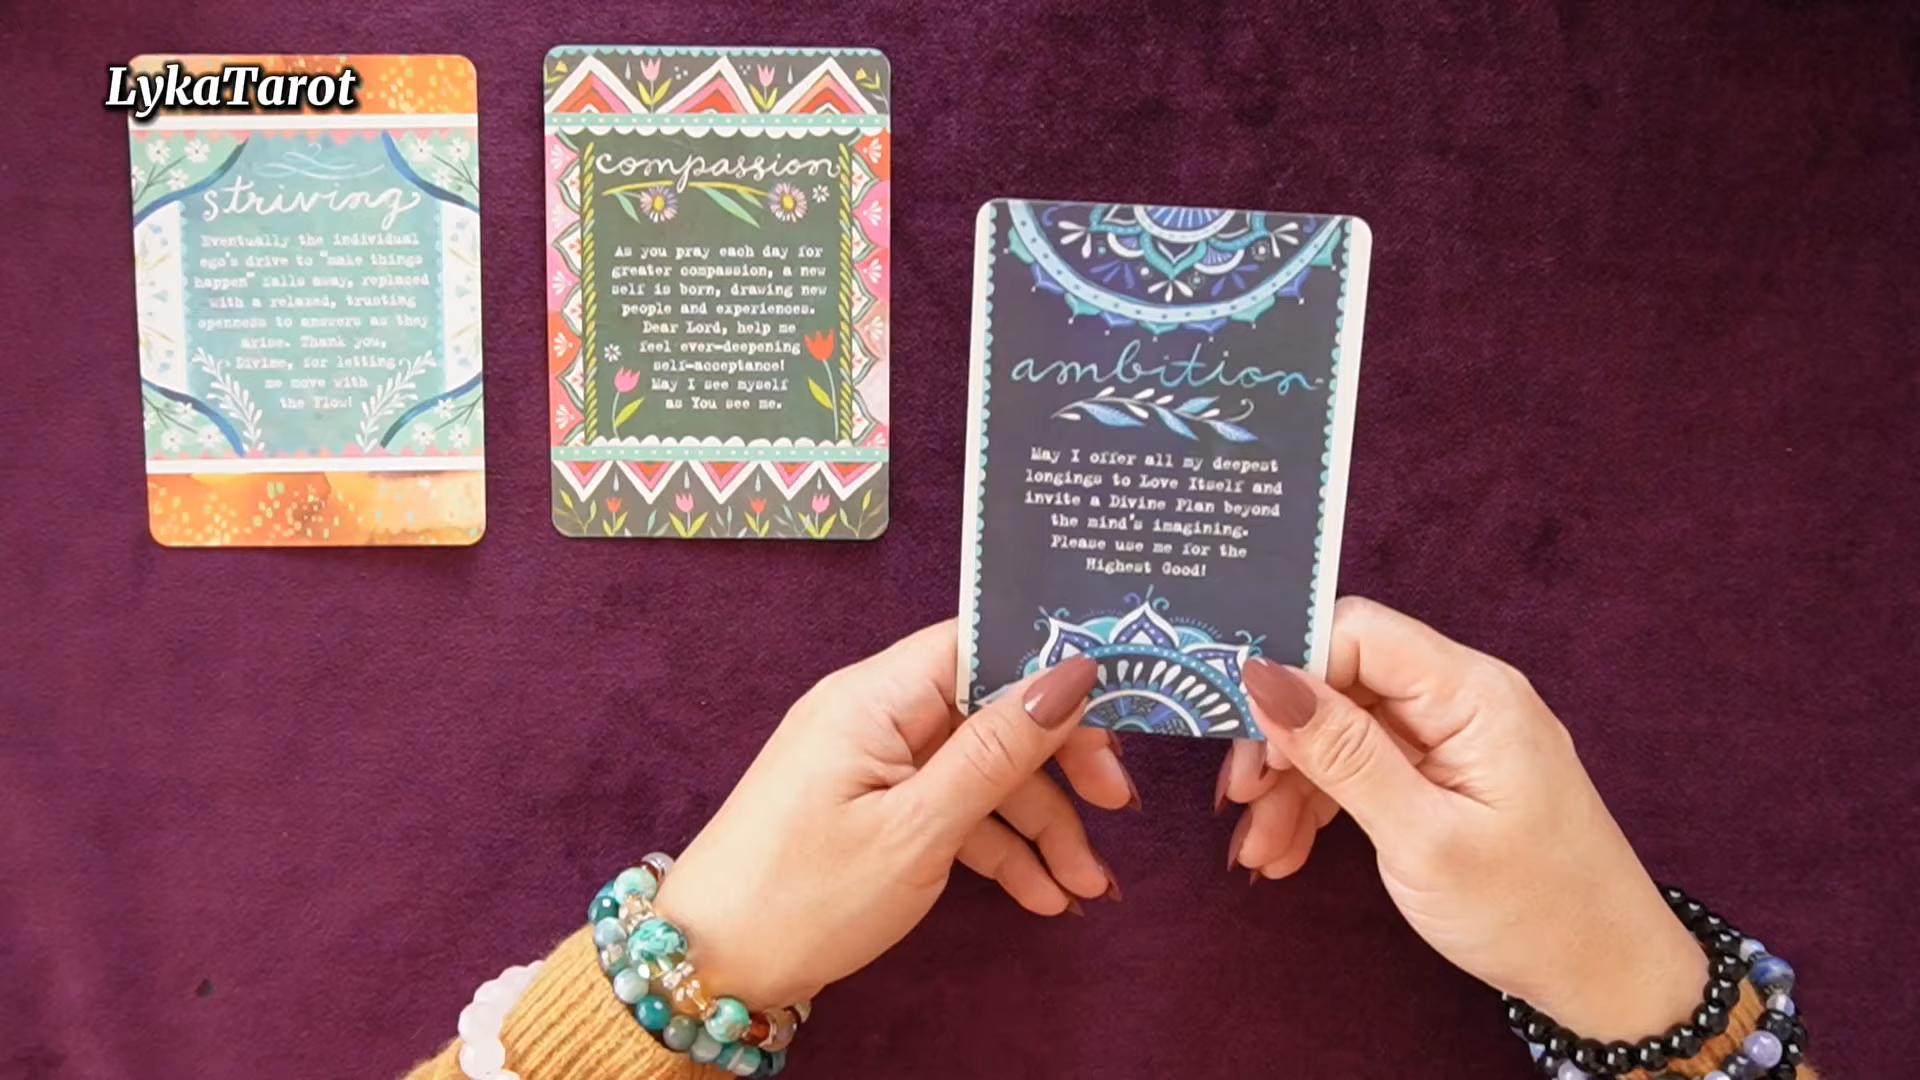 LykaTarot
striving
Eventually the individual
ego's drive to "make things
happen" falls away, replaced
with a relaxed, trusting
openness to answers as they
arise. Thank you,
Divine, for letting
me move with
the Flow!
compassion
As you pray each day for
greater compassion, a new
self is born, drawing new
people and experiences.
Dear Lord, help me
feel ever-deepening
self-acceptance!
May I see myself
as You see me.
ambition
May I offer all my deepest
longings to Love Itself and
invite a Divine Plan beyond
the mind's imagining.
Please use me for the
Highest Good!